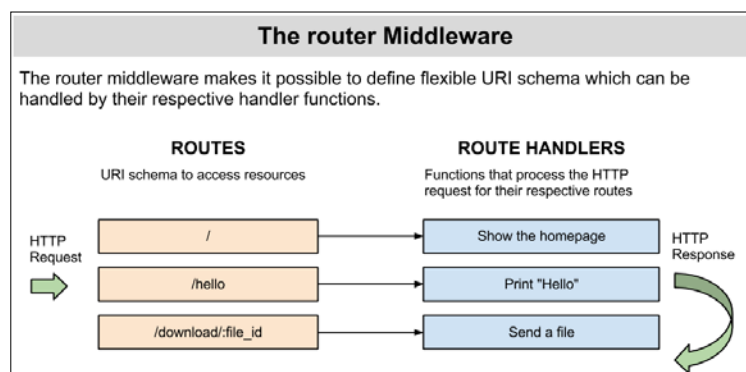 The router Middleware
The router middleware makes it possible to define flexible URI schema which can be
handled by their respective handler functions.
ROUTES
URI schema to access resources
ROUTE HANDLERS
Functions that process the HTTP
request for their respective routes
HTTP
Request
/
Show the homepage
HTTP
Response
/hello
Print "Hello"
/download/:file_id
Send a file